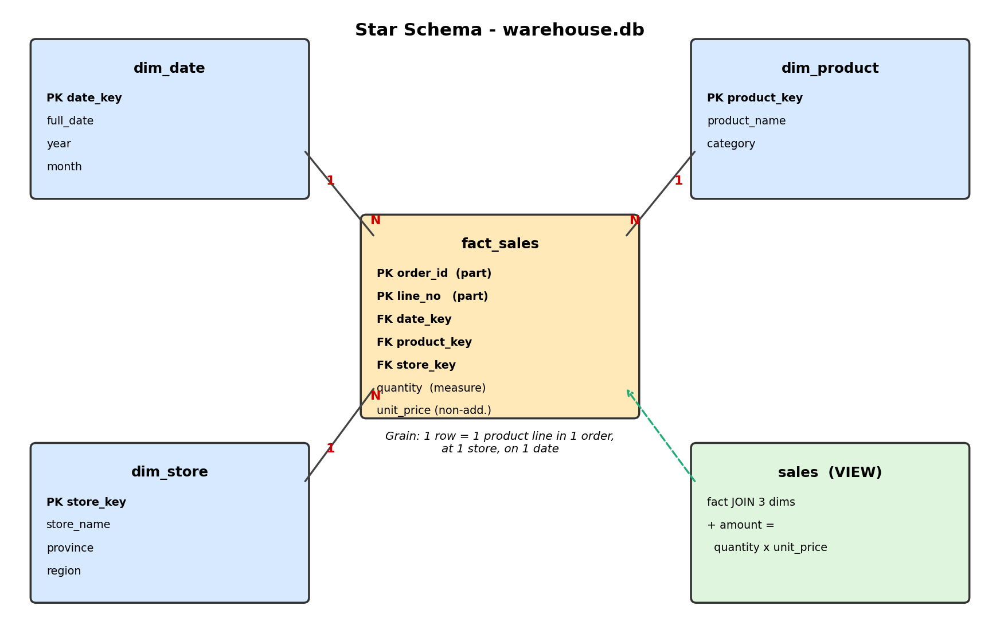 Star Schema - warehouse.db
dim_date
PK date_key
full_date
year
month
dim_product
PK product_key
product_name
category
1
1
N
N
fact_sales
PK order_id  (part)
PK line_no   (part)
FK date_key
FK product_key
FK store_key
quantity  (measure)
unit_price (non-add.)
N
1
Grain: 1 row = 1 product line in 1 order,
at 1 store, on 1 date
dim_store
PK store_key
store_name
province
region
sales  (VIEW)
fact JOIN 3 dims
+ amount =
quantity x unit_price